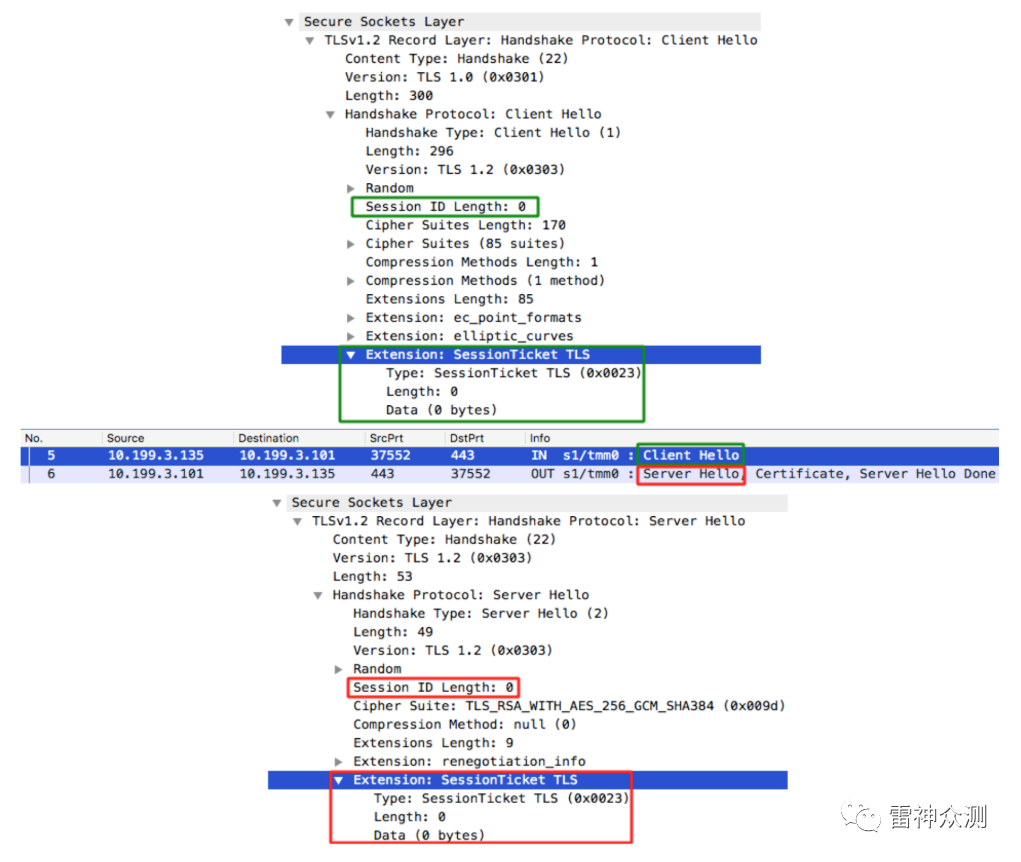 Secure Sockets Layer
TLSv1.2 Record Layer: Handshake Protocol: Client Hello
Content Type: Handshake (22)
Version: TLS 1.0 (0x0301)
Length: 300
Handshake Protocol: Client Hello
Handshake Type: Client Hello (1)
Length: 296
Version: TLS 1.2 (0x0303)
Random
Session ID Length: 0
Cipher Suites Length: 170
Cipher Suites (85 suites)
Compression Methods Length: 1
Compression Methods (1 method)
Extensions Length: 85
Extension: ec_point_formats
Extension: elliptic_curves
Extension: SessionTicket TLS
Type: SessionTicket TLS (0x0023)
Length: 0
Data (0 bytes)
No. Source Destination SrcPrt DstPrt Info
5 10.199.3.135 10.199.3.101 37552 443 IN s1/tmm0 : Client Hello
6 10.199.3.101 10.199.3.135 443 37552 OUT s1/tmm0 : Server Hello, Certificate, Server Hello Done
Secure Sockets Layer
TLSv1.2 Record Layer: Handshake Protocol: Server Hello
Content Type: Handshake (22)
Version: TLS 1.2 (0x0303)
Length: 53
Handshake Protocol: Server Hello
Handshake Type: Server Hello (2)
Length: 49
Version: TLS 1.2 (0x0303)
Random
Session ID Length: 0
Cipher Suite: TLS_RSA_WITH_AES_256_GCM_SHA384 (0x009d)
Compression Method: null (0)
Extensions Length: 9
Extension: renegotiation_info
Extension: SessionTicket TLS
Type: SessionTicket TLS (0x0023)
Length: 0
Data (0 bytes)
雷神众测